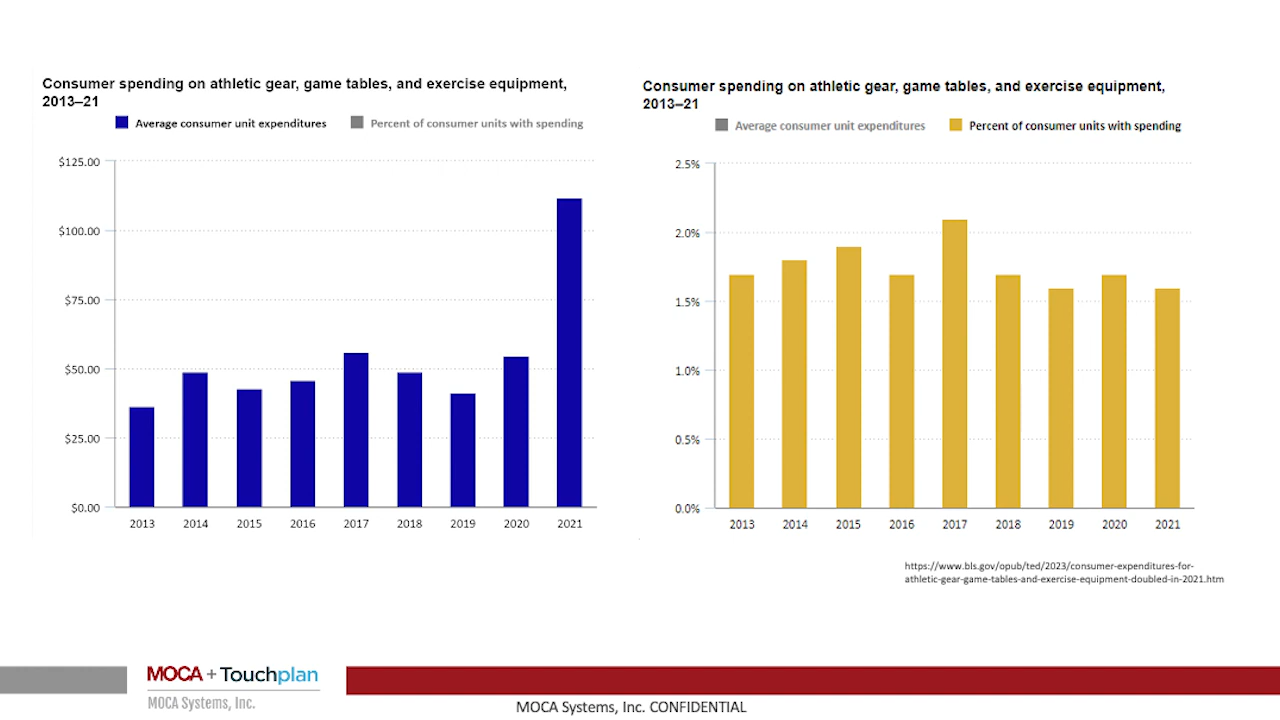 Consumer spending on athletic gear, game tables, and exercise equipment,
2013–21
Average consumer unit expenditures
Percent of consumer units with spending
$125.00
$100.00
$75.00
$50.00
$25.00
$0.00
2013 2014 2015 2016 2017 2018 2019 2020 2021
Consumer spending on athletic gear, game tables, and exercise equipment,
2013–21
Average consumer unit expenditures
Percent of consumer units with spending
2.5%
2.0%
1.5%
1.0%
0.5%
0.0%
2013 2014 2015 2016 2017 2018 2019 2020 2021
https://www.bls.gov/opub/ted/2023/consumer-expenditures-for-
athletic-gear-game-tables-and-exercise-equipment-doubled-in-2021.htm
MOCA + Touchplan
MOCA Systems, Inc.
MOCA Systems, Inc. CONFIDENTIAL